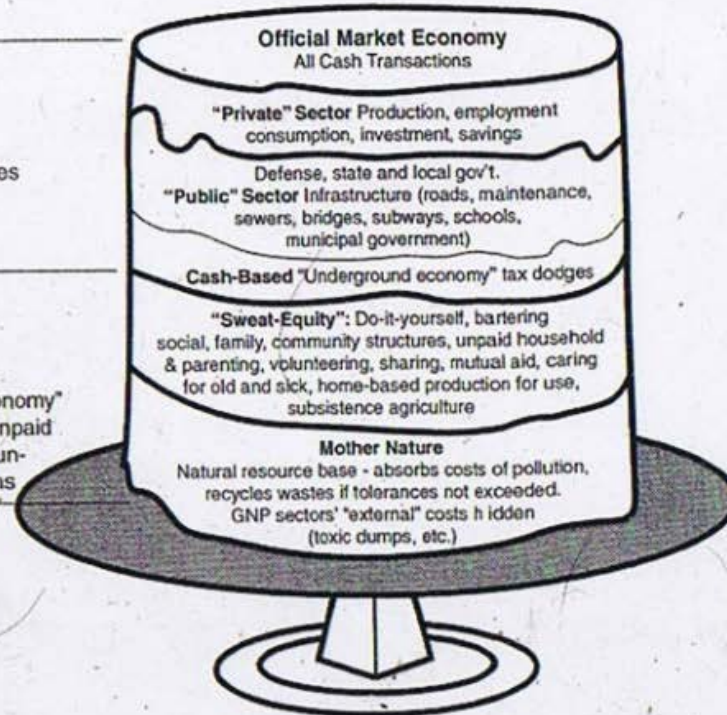 Official Market Economy
All Cash Transactions
"Private" Sector Production, employment
consumption, investment, savings
es
Defense, state and local gov't.
"Public" Sector Infrastructure (roads, maintenance,
sewers, bridges, subways, schools,
municipal government)
Cash-Based "Underground economy" tax dodges
"Sweat-Equity": Do-it-yourself, bartering
social, family, community structures, unpaid household
& parenting, volunteering, sharing, mutual aid, caring
for old and sick, home-based production for use,
subsistence agriculture
onomy"
npaid
un-
ns
Mother Nature
Natural resource base - absorbs costs of pollution,
recycles wastes if tolerances not exceeded.
GNP sectors' "external" costs h idden
(toxic dumps, etc.)